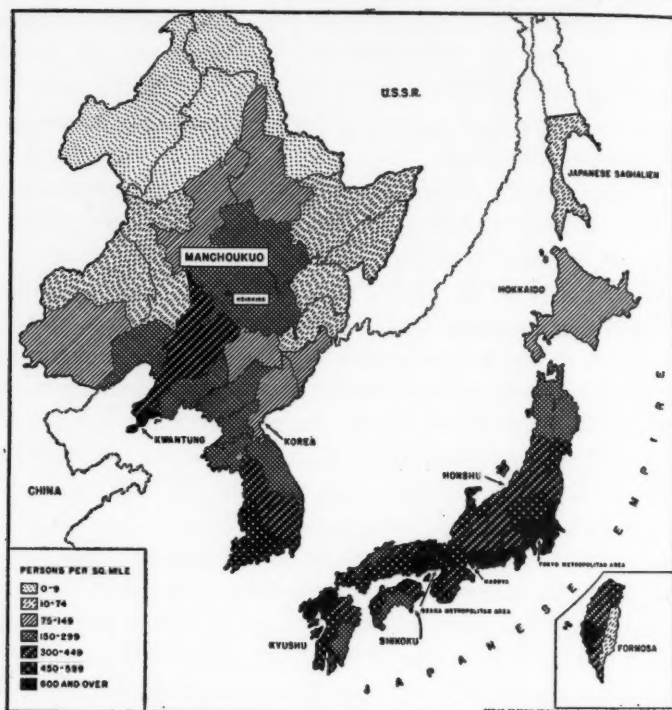 U.S.S.R.
JAPANESE SAGHALIEN
MANCHOUKUO
HSINKING
HOKKAIDO
KWANTUNG
KOREA
CHINA
HONSHU
TOKYO METROPOLITAN AREA
NAGOYA
OSAKA METROPOLITAN AREA
KYUSHU
SHIKOKU
FORMOSA
JAPANESE EMPIRE
PERSONS PER SQ. MILE
0-9
10-74
75-149
150-299
300-449
450-599
600 AND OVER